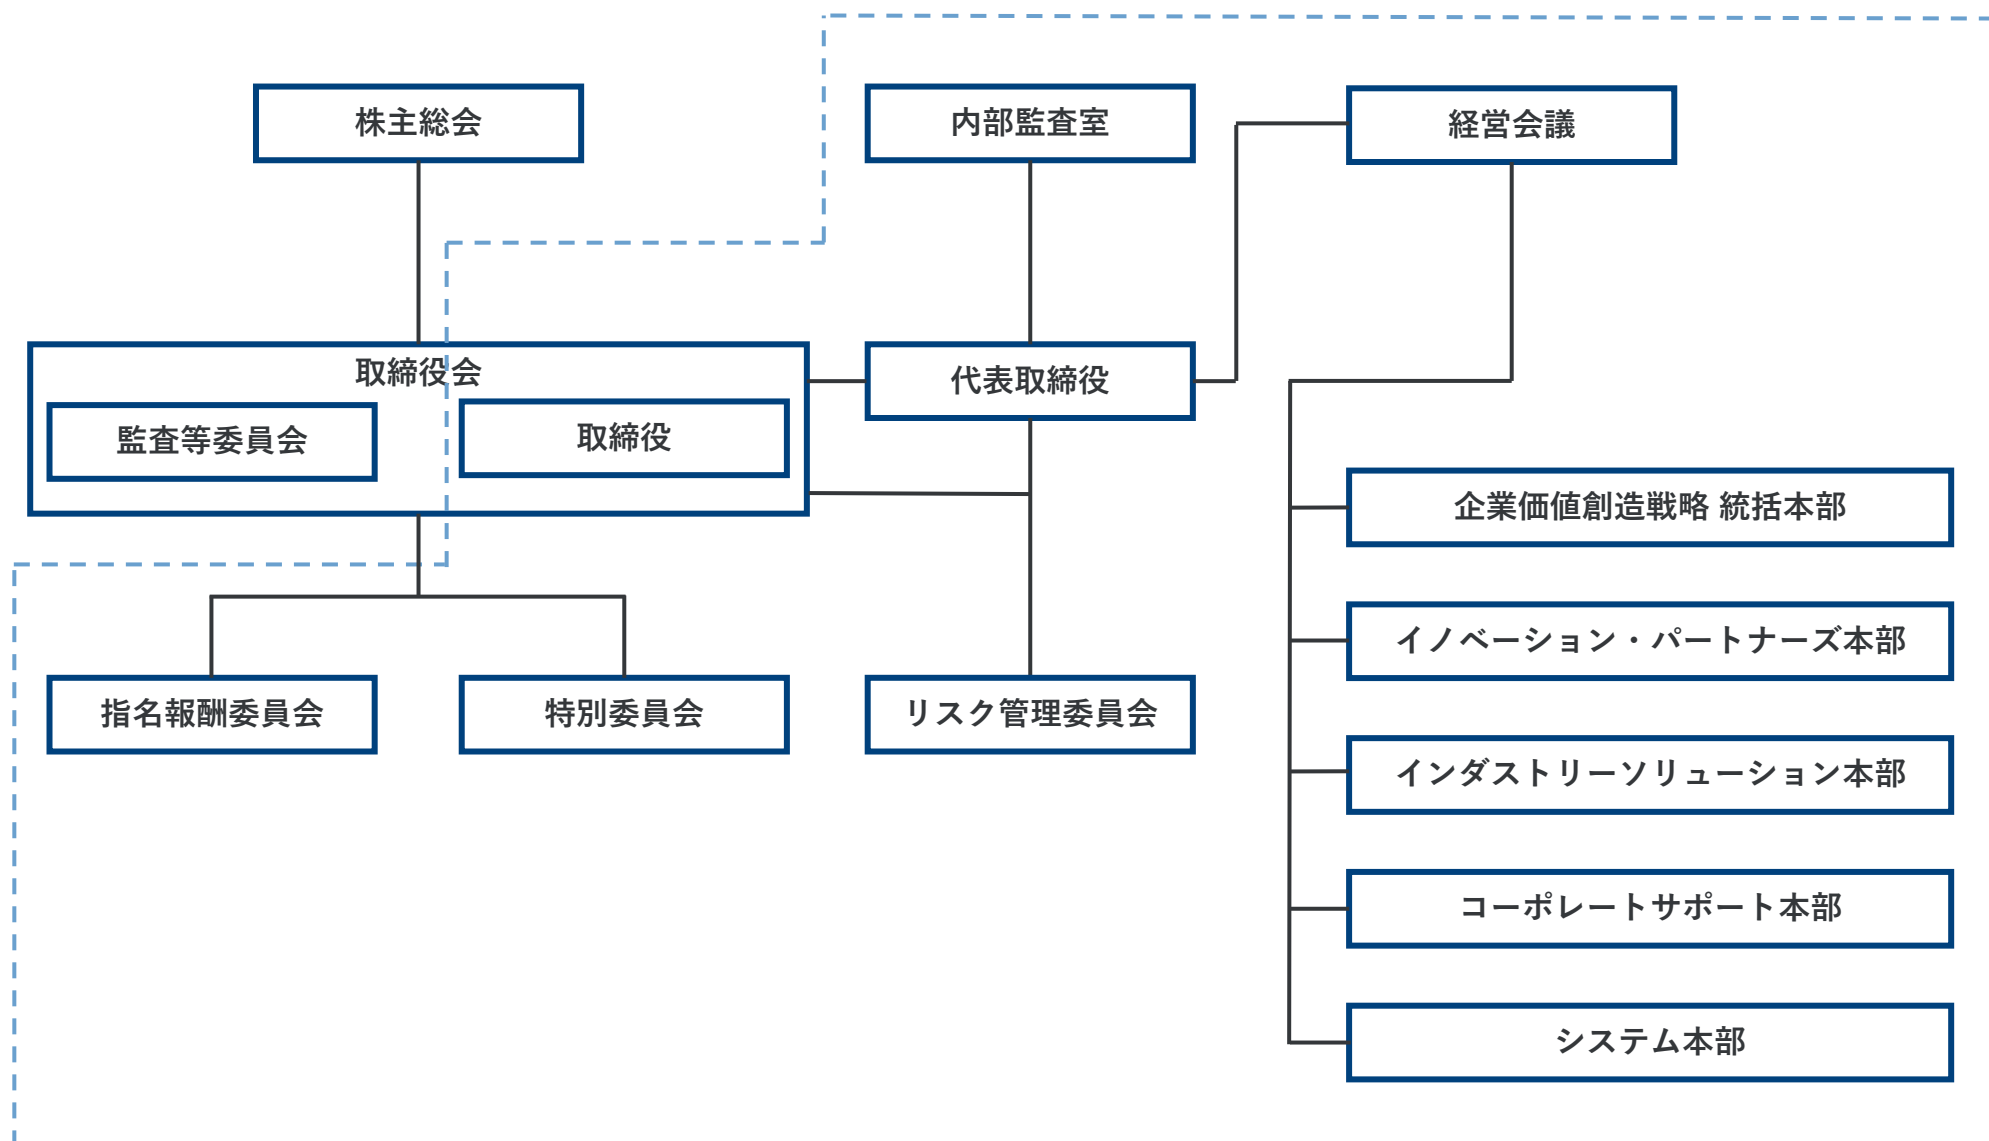 株主総会
内部監査室
経営会議
取締役会
代表取締役
監査等委員会
取締役
企業価値創造戦略 統括本部
イノベーション・パートナーズ本部
指名報酬委員会
特別委員会
リスク管理委員会
インダストリーソリューション本部
コーポレートサポート本部
システム本部